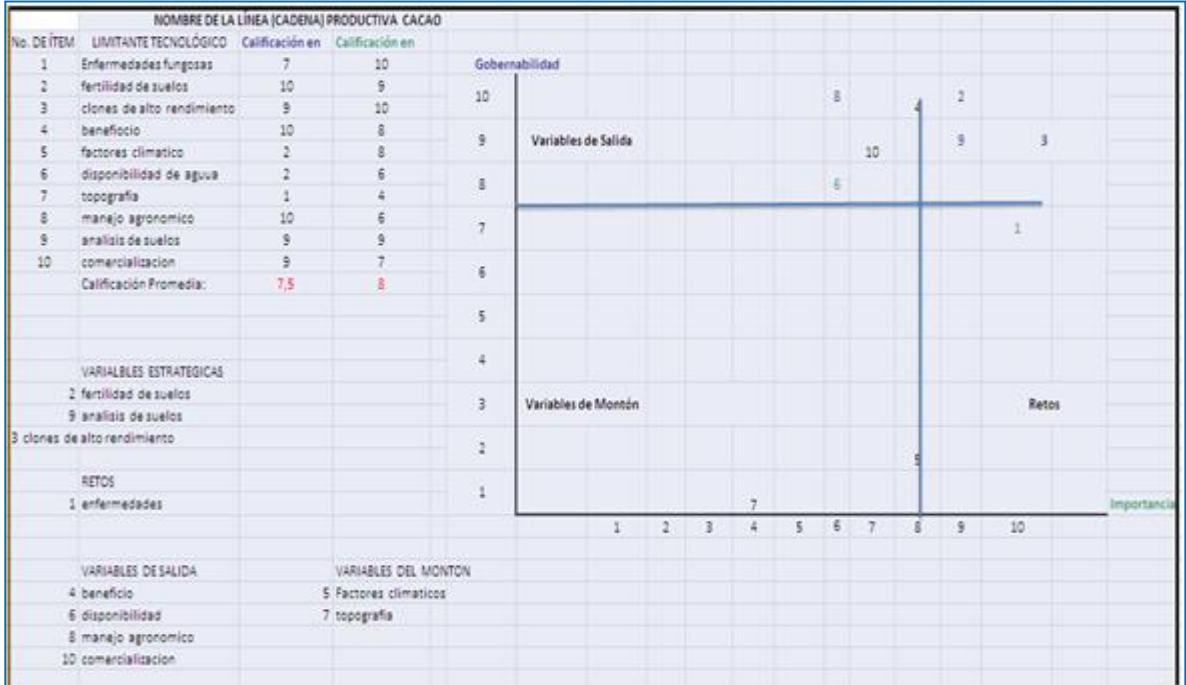 NOMBRE DE LA LÍNEA (CADENA) PRODUCTIVA CACAO
No. DE ÍTEM LIMITANTE TECNOLÓGICO Calificación en Calificación en
1 Enfermedades fungosas 7 10
2 fertilidad de suelos 10 9
3 clones de alto rendimiento 9 10
4 beneficio 10 8
5 factores climatico 2 8
6 disponibilidad de aguua 2 6
7 topografia 1 4
8 manejo agronomico 10 6
9 analisis de suelos 9 9
10 comercializacion 9 7
Calificación Promedia: 7,5 8
VARIALBLES ESTRATEGICAS
2 fertilidad de suelos
9 analisis de suelos
3 clones de alto rendimiento
RETOS
1 enfermedades
VARIABLES DE SALIDA VARIABLES DEL MONTON
4 beneficio 5 Factores climaticos
6 disponibilidad 7 topografia
8 manejo agronomico
10 comercializacion
Gobernabilidad
10 8 4 2
9 Variables de Salida 10 9 3
8 6
7 1
6
5
4
3 Variables de Montón Retos
2 5
1 7
Importancia
1 2 3 4 5 6 7 8 9 10